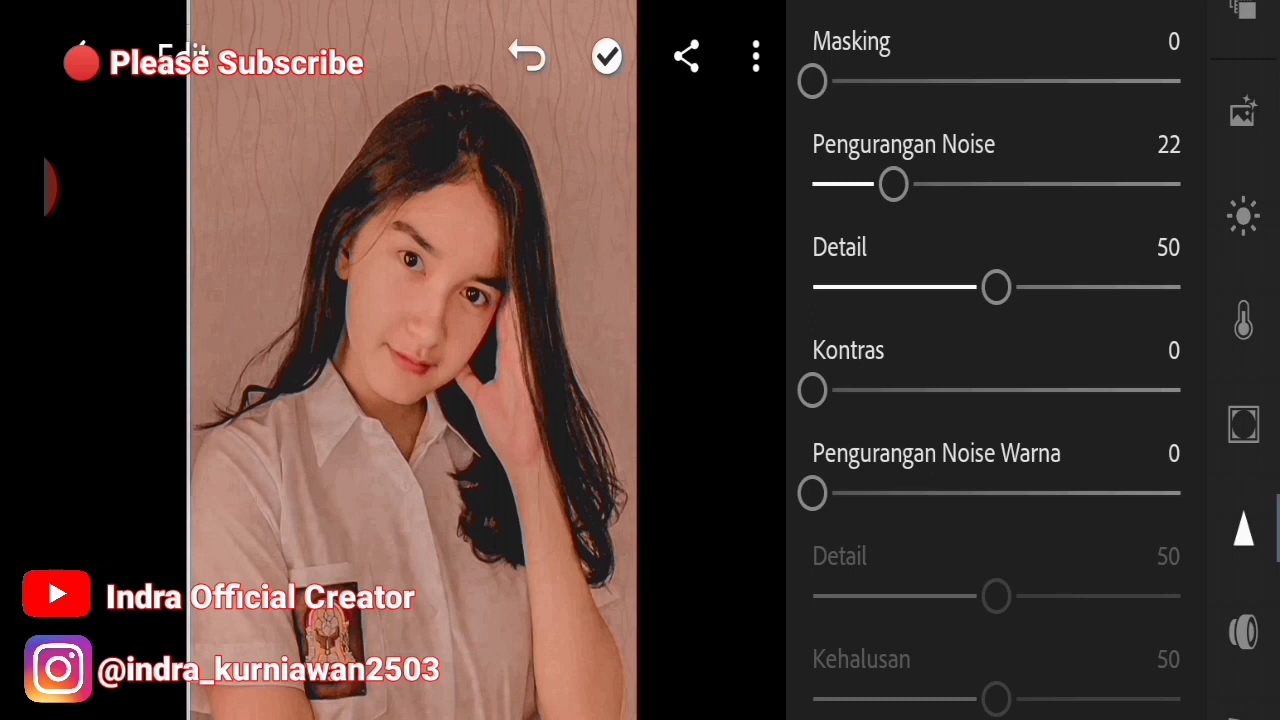 Edit
Please Subscribe
Masking 0
Pengurangan Noise 22
Detail 50
Kontras 0
Pengurangan Noise Warna 0
Detail 50
Kehalusan 50
Indra Official Creator
@indra_kurniawan2503